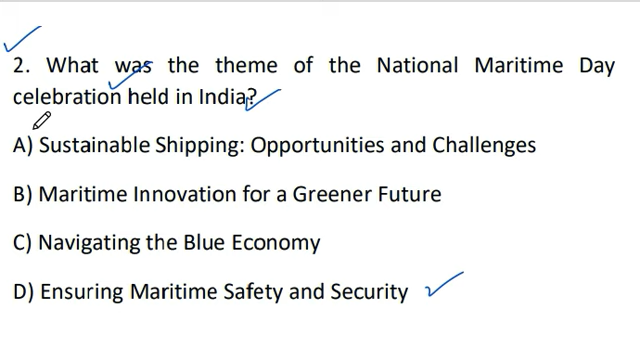 2. What was the theme of the National Maritime Day
celebration held in India?
A) Sustainable Shipping: Opportunities and Challenges
B) Maritime Innovation for a Greener Future
C) Navigating the Blue Economy
D) Ensuring Maritime Safety and Security